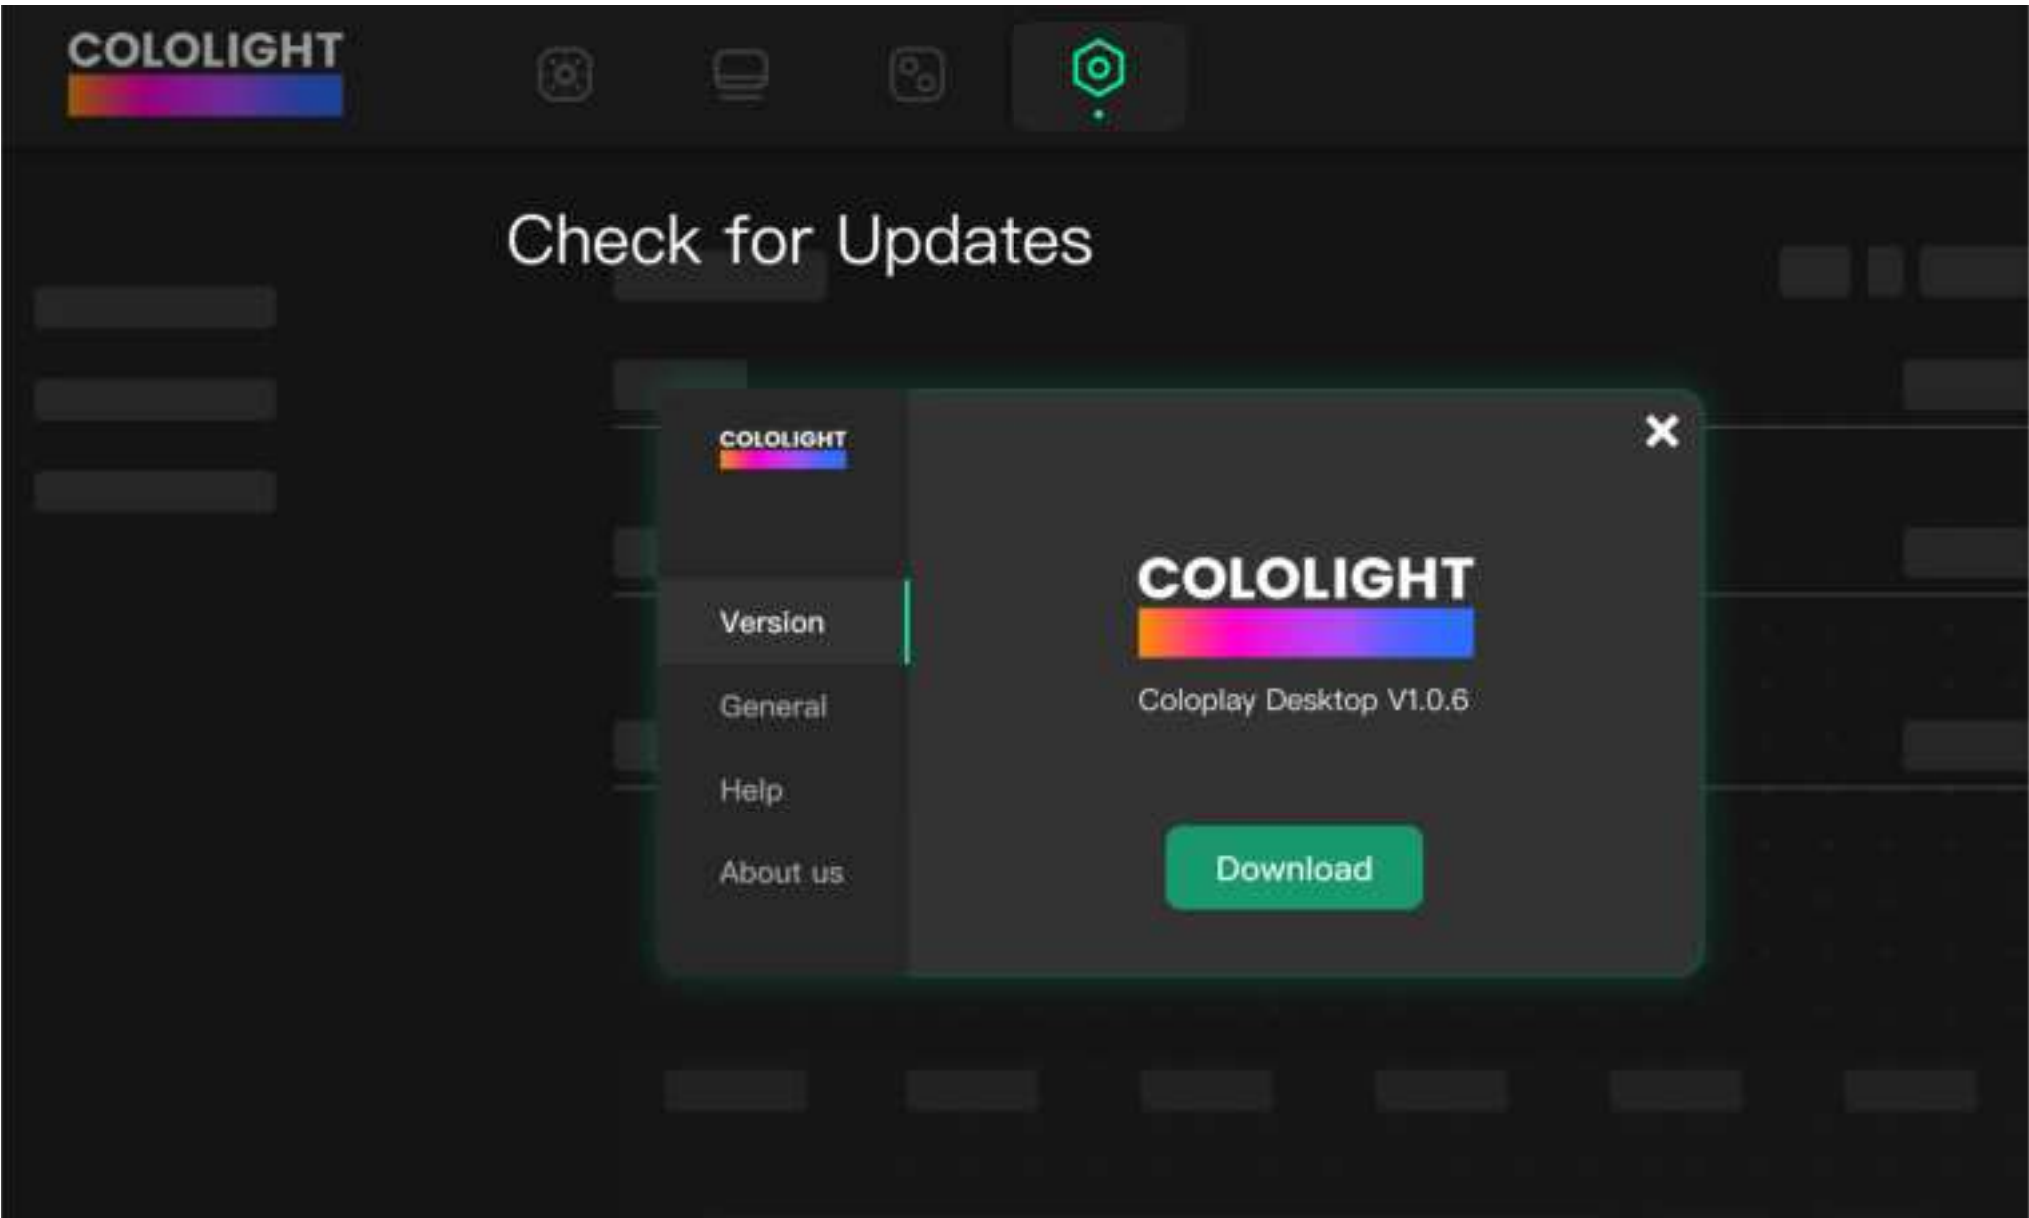 COLOLIGHT
Check for Updates
COLOLIGHT
Version
General
Help
About us
COLOLIGHT
Coloplay Desktop V1.0.6
Download